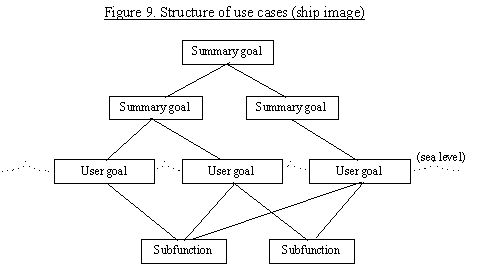 Figure 9. Structure of use cases (ship image)
Summary goal
Summary goal
Summary goal
(sea level)
User goal
User goal
User goal
Subfunction
Subfunction